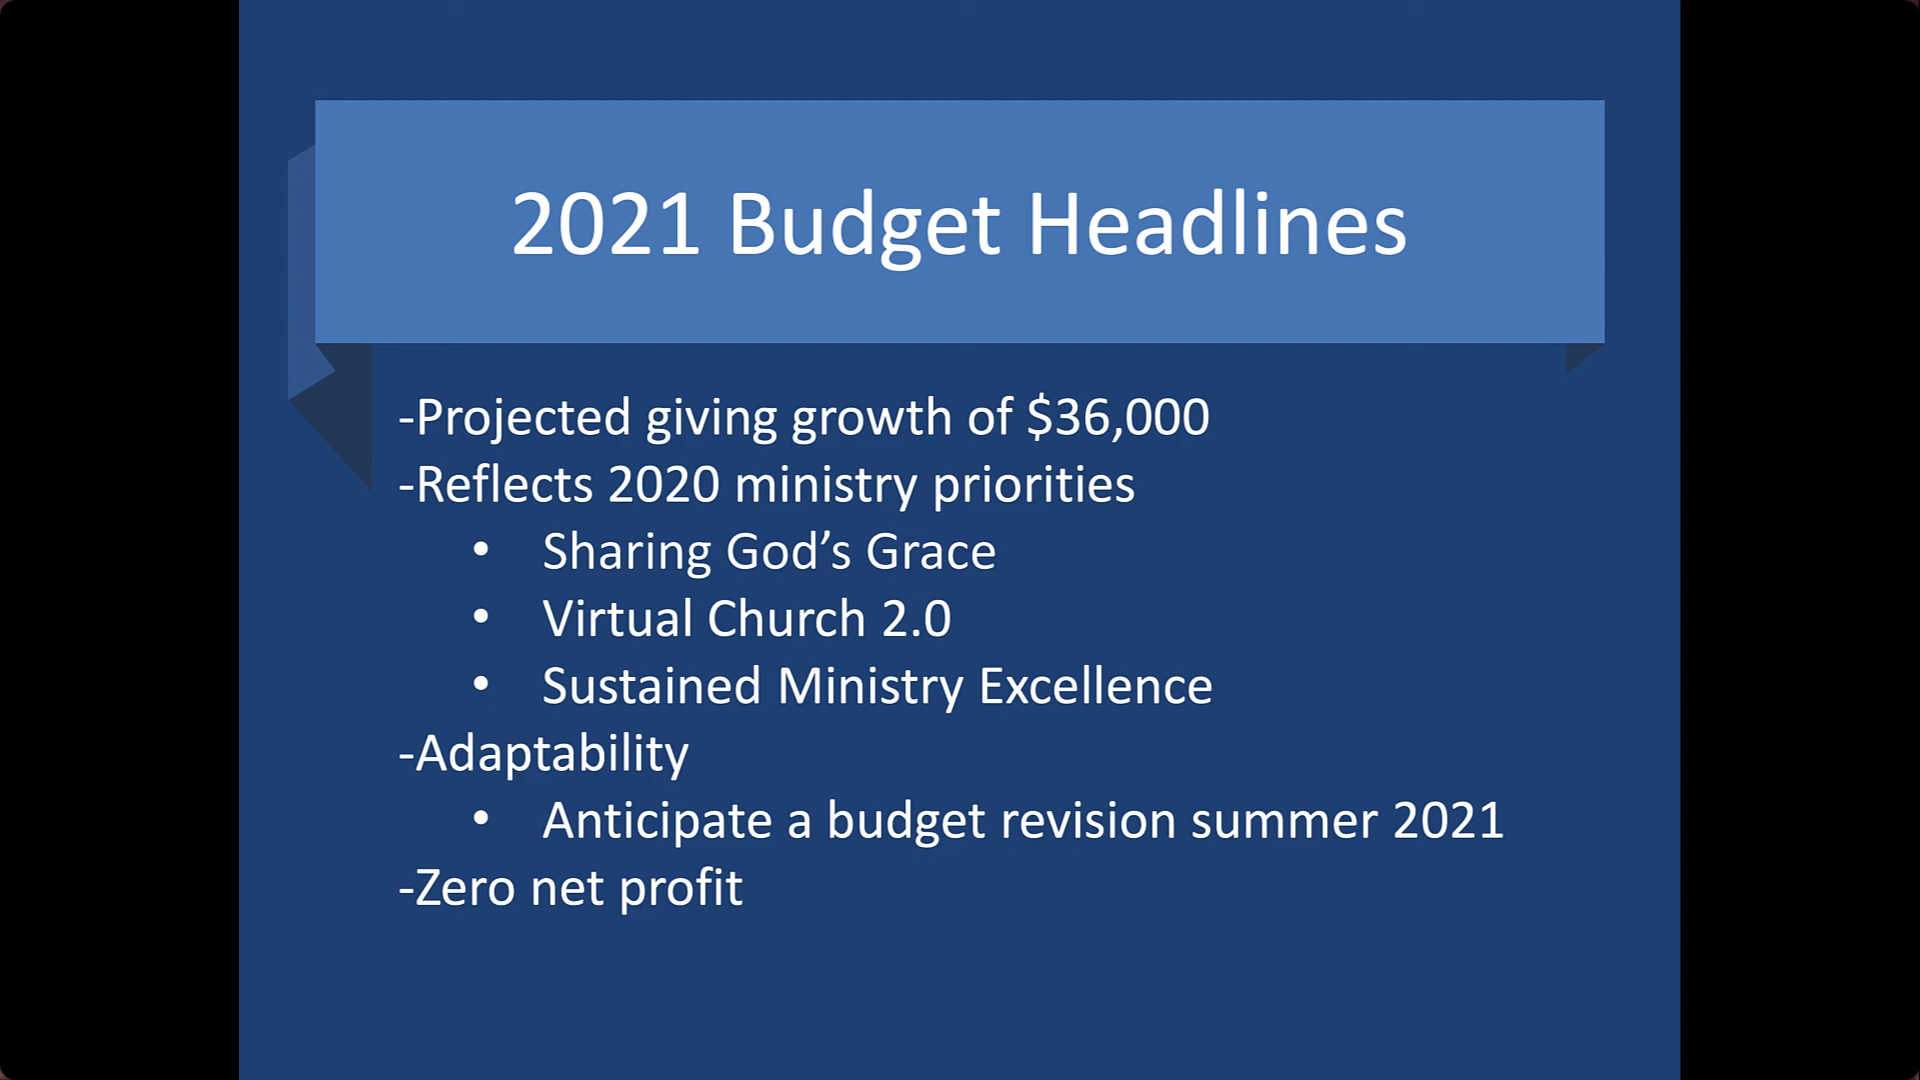 2021 Budget Headlines
-Projected giving growth of $36,000
-Reflects 2020 ministry priorities
• Sharing God’s Grace
• Virtual Church 2.0
• Sustained Ministry Excellence
-Adaptability
• Anticipate a budget revision summer 2021
-Zero net profit